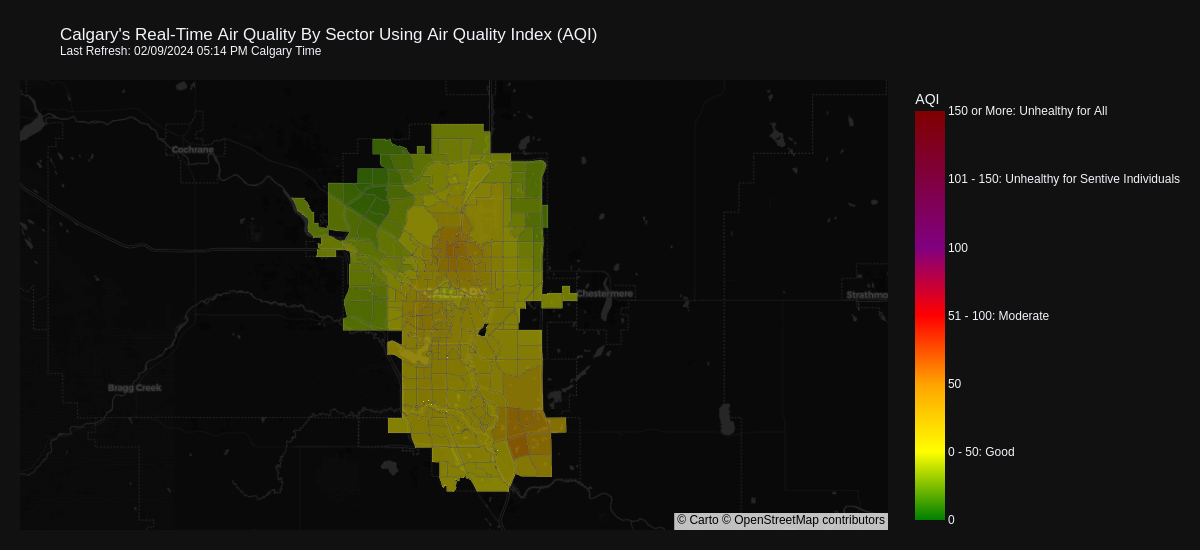 Calgary's Real-Time Air Quality By Sector Using Air Quality Index (AQI)
Last Refresh: 02/09/2024 05:14 PM Calgary Time
AQI
150 or More: Unhealthy for All
101 - 150: Unhealthy for Sentive Individuals
100
51 - 100: Moderate
50
0 - 50: Good
0
Cochrane
Chestermere
Strathmo
Bragg Creek
© Carto © OpenStreetMap contributors